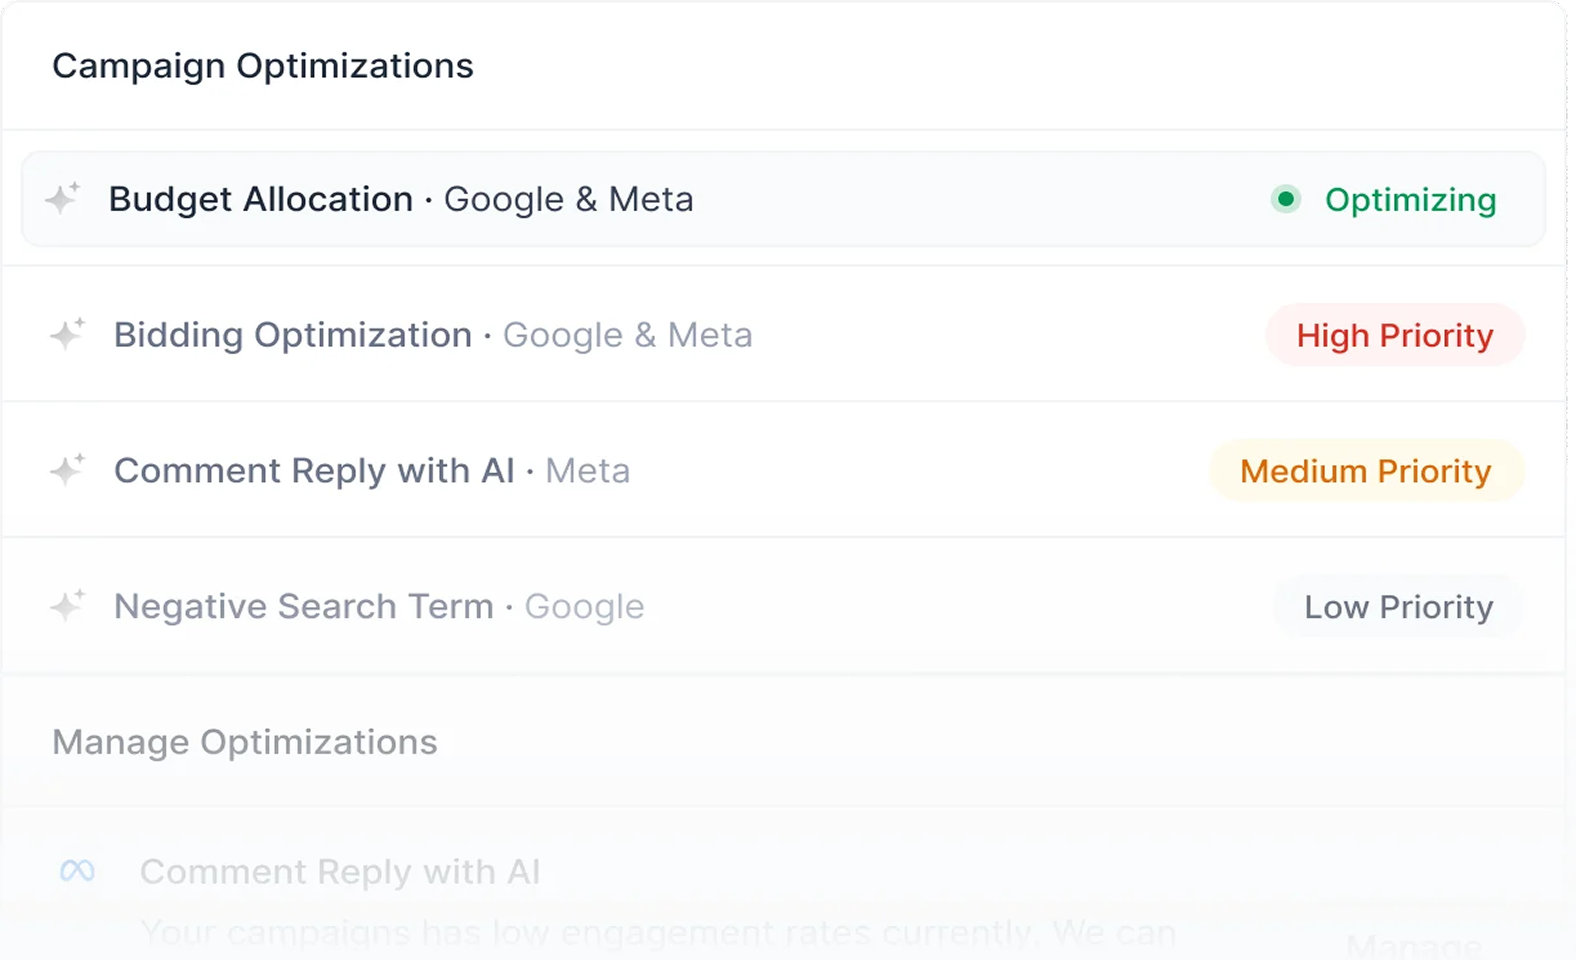 Campaign Optimizations
Budget Allocation · Google & Meta
Optimizing
Bidding Optimization · Google & Meta
High Priority
Comment Reply with AI · Meta
Medium Priority
Negative Search Term · Google
Low Priority
Manage Optimizations
Comment Reply with AI
Your campaigns has low engagement rates currently. We can
Manage